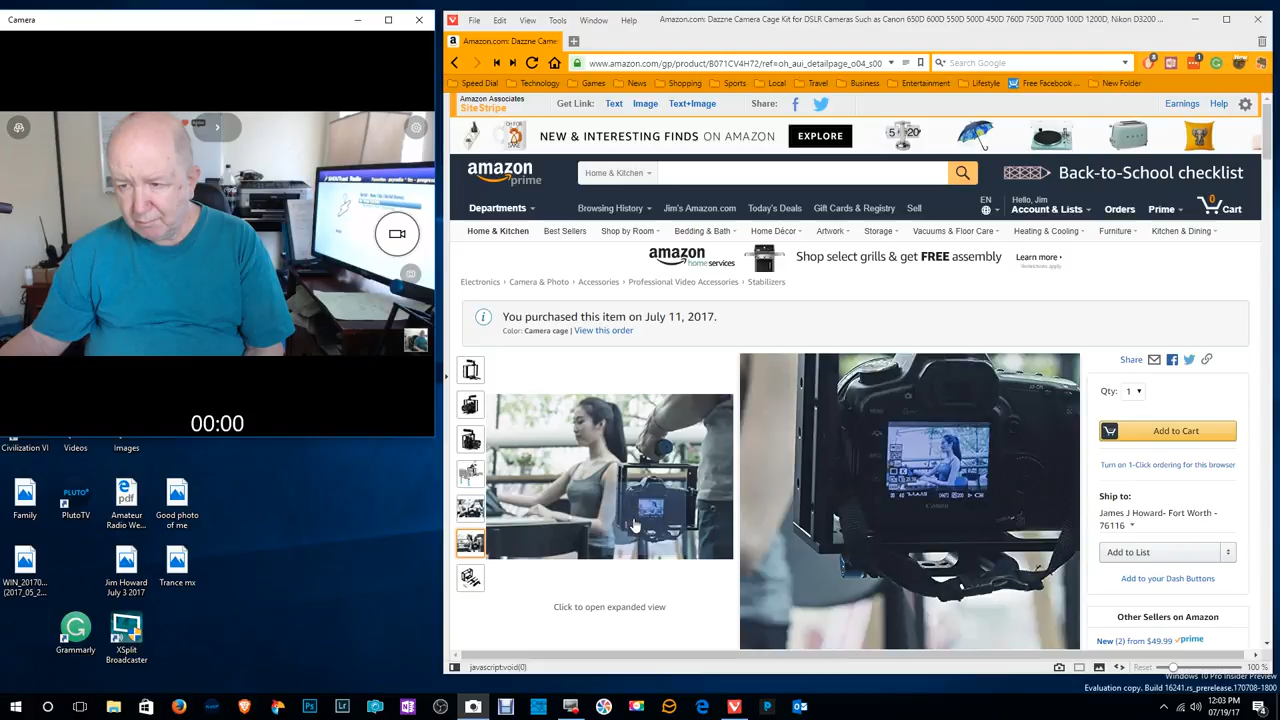 Camera
00:00
Civilization VI
Videos
Images
Family
PlutoTV
Amateur
Radio We...
Good photo
of me
WIN_20170...
(2017_05_2...
Jim Howard
July 3 2017
Trance mx
Grammarly
XSplit
Broadcaster
File Edit View Tools Window Help
Amazon.com: Dazzne Camera Cage Kit for DSLR Cameras Such as Canon 650D 600D 550D 500D 450D 760D 750D 700D 100D 1200D, Nikon D3200 ...
Amazon.com: Dazzne Came
www.amazon.com/gp/product/B071CV4H72/ref=oh_aui_detailpage_o04_s00
Search Google
Speed Dial Technology Games News Shopping Sports Local Travel Business Entertainment Lifestyle Free Facebook ... New Folder
Amazon Associates
SiteStripe
Get Link: Text Image Text+Image Share: Earnings Help
NEW & INTERESTING FINDS ON AMAZON EXPLORE
amazon
prime
Home & Kitchen
Back-to-School checklist
Departments
Browsing History Jim's Amazon.com Today's Deals Gift Cards & Registry Sell
EN
Hello, Jim
Account & Lists Orders Prime 0 Cart
Home & Kitchen Best Sellers Shop by Room Bedding & Bath Home Décor Artwork Storage Vacuums & Floor Care Heating & Cooling Furniture Kitchen & Dining
amazon
home services
Shop select grills & get FREE assembly
Learn more ›
Electronics › Camera & Photo › Accessories › Professional Video Accessories › Stabilizers
You purchased this item on July 11, 2017.
Color: Camera cage | View this order
Click to open expanded view
Canon
Share
Qty: 1
Add to Cart
Turn on 1-Click ordering for this browser
Ship to:
James J Howard- Fort Worth -
76116
Add to List
Add to your Dash Buttons
Other Sellers on Amazon
New (2) from $49.99 prime
javascript:void(0)
Reset 100 %
Windows 10 Pro Insider Preview
Evaluation copy. Build 16241.rs_prerelease.170708-1800
12:03 PM
07/19/17